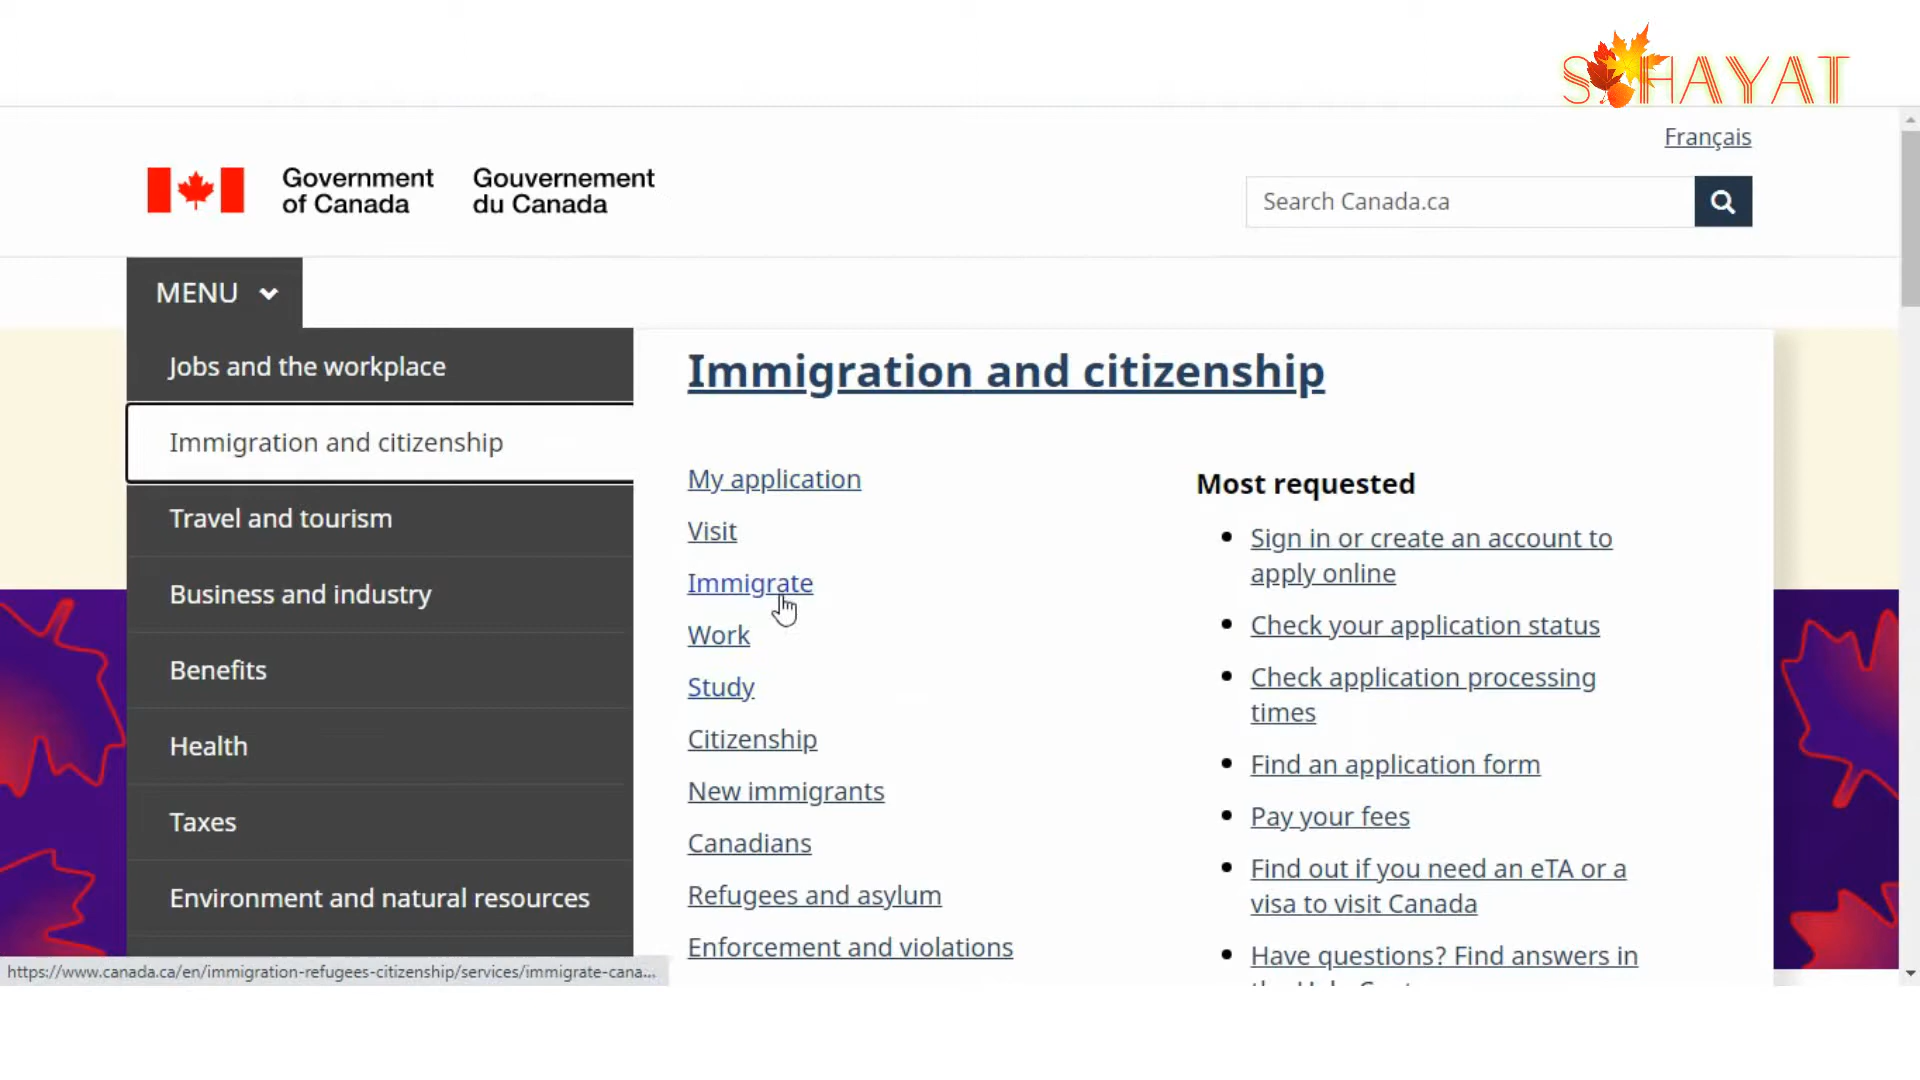 SOHAYAT
Français
Government
of Canada
Gouvernement
du Canada
Search Canada.ca
MENU
Jobs and the workplace
Immigration and citizenship
Travel and tourism
Business and industry
Benefits
Health
Taxes
Environment and natural resources
Immigration and citizenship
My application
Visit
Immigrate
Work
Study
Citizenship
New immigrants
Canadians
Refugees and asylum
Enforcement and violations
Most requested
Sign in or create an account to
apply online
Check your application status
Check application processing
times
Find an application form
Pay your fees
Find out if you need an eTA or a
visa to visit Canada
Have questions? Find answers in
https://www.canada.ca/en/immigration-refugees-citizenship/services/immigrate-cana...